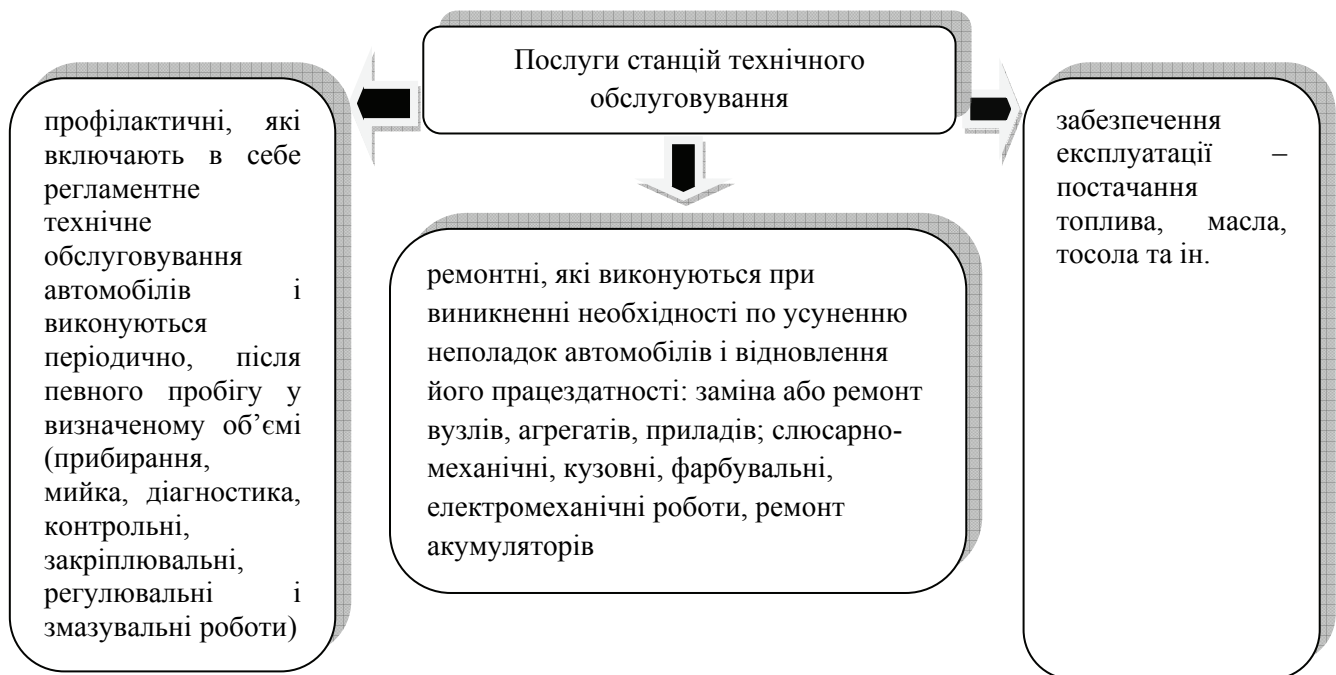 Послуги станцій технічного
обслуговування
профілактичні, які
включають в себе
регламентне
технічне
обслуговування
автомобілів і
виконуються
періодично, після
певного пробігу у
визначеному об’ємі
(прибирання,
мийка, діагностика,
контрольні,
закріплювальні,
регулювальні і
змазувальні роботи)
ремонтні, які виконуються при
виникненні необхідності по усуненню
неполадок автомобілів і відновлення
його працездатності: заміна або ремонт
вузлів, агрегатів, приладів; слюсарно-
механічні, кузовні, фарбувальні,
електромеханічні роботи, ремонт
акумуляторів
забезпечення
експлуатації –
постачання
топлива, масла,
тосола та ін.